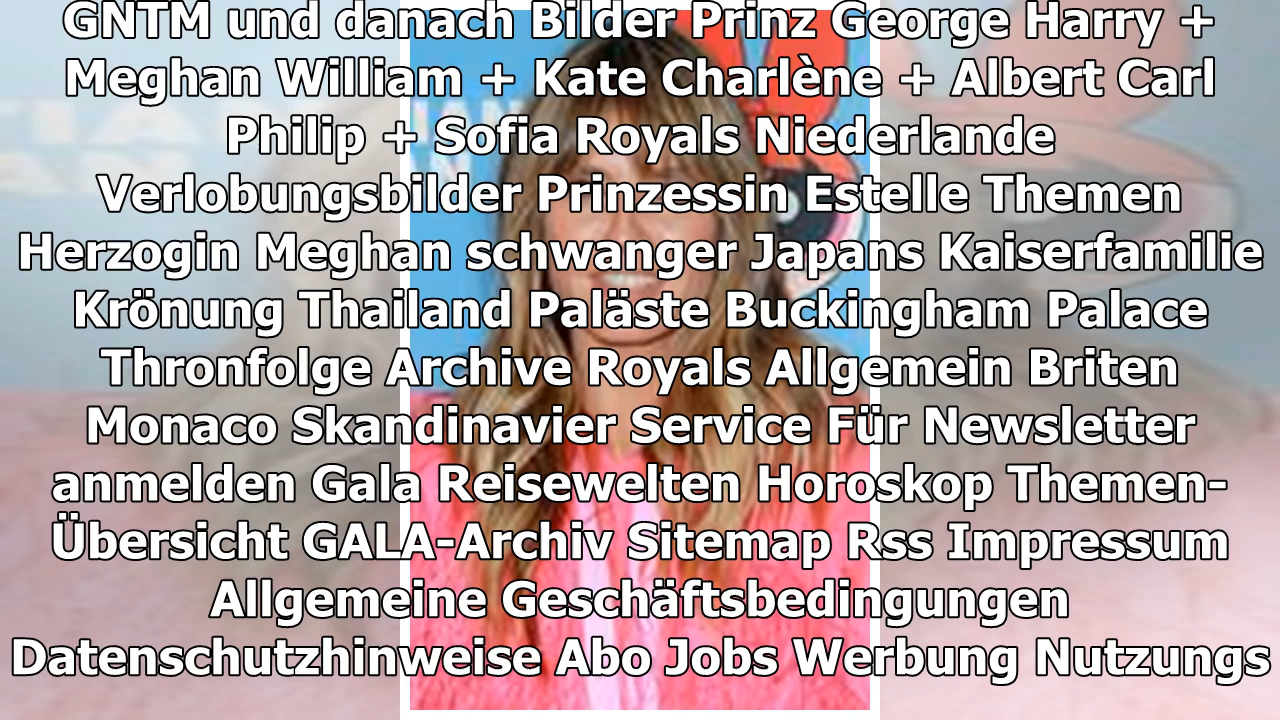 GNTM und danach Bilder Prinz George Harry +
Meghan William + Kate Charlène + Albert Carl
Philip + Sofia Royals Niederlande
Verlobungsbilder Prinzessin Estelle Themen
Herzogin Meghan schwanger Japans Kaiserfamilie
Krönung Thailand Paläste Buckingham Palace
Thronfolge Archive Royals Allgemein Briten
Monaco Skandinavier Service Für Newsletter
anmelden Gala Reisewelten Horoskop Themen-
Übersicht GALA-Archiv Sitemap Rss Impressum
Allgemeine Geschäftsbedingungen
Datenschutzhinweise Abo Jobs Werbung Nutzungs